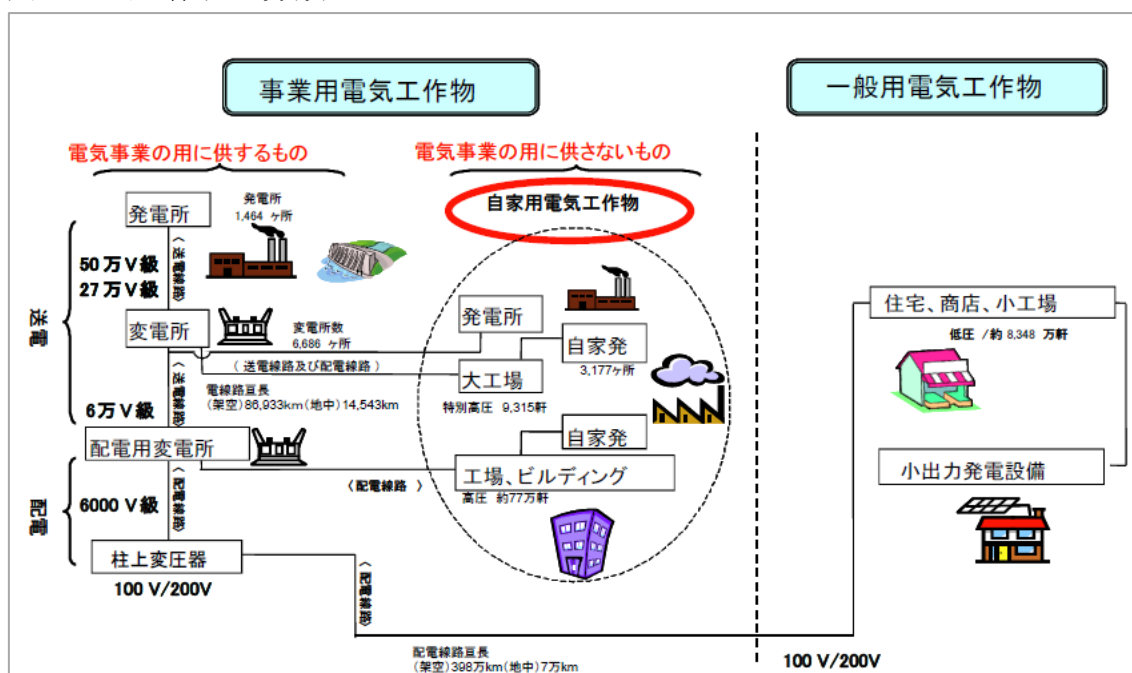 事業用電気工作物
一般用電気工作物
電気事業の用に供するもの
電気事業の用に供さないもの
自家用電気工作物
発電所
発電所
1,464 ヶ所
送電
50万V級
27万V級
〈送電線路〉
変電所
変電所数
6,686 ヶ所
〈 送電線路及び配電線路 〉
電線路亘長
(架空)86,933km(地中)14,543km
6万V級
〈送電線路〉
配電用変電所
配電
6000 V級
〈配電線路〉
〈配電線路 〉
柱上変圧器
100 V/200V
発電所
自家発
3,177ヶ所
大工場
特別高圧 9,315軒
自家発
工場、ビルディング
高圧 約77万軒
〈配電線路〉
配電線路亘長
(架空)398万km(地中)7万km
住宅、商店、小工場
低圧 /約 8,348 万軒
小出力発電設備
100 V/200V